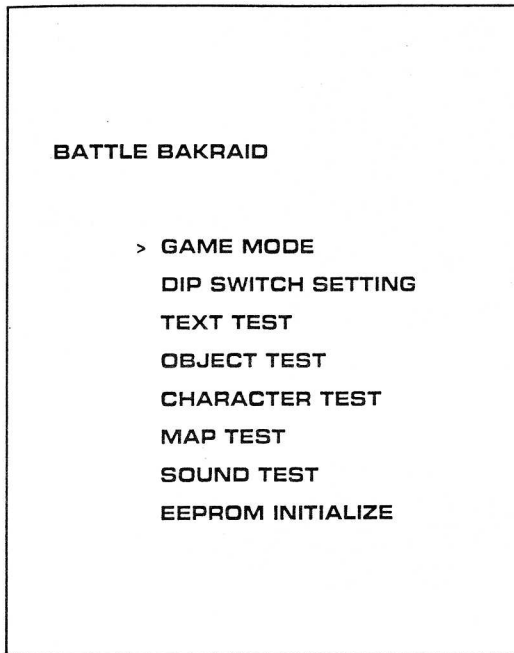 BATTLE BAKRAID
> GAME MODE
DIP SWITCH SETTING
TEXT TEST
OBJECT TEST
CHARACTER TEST
MAP TEST
SOUND TEST
EEPROM INITIALIZE